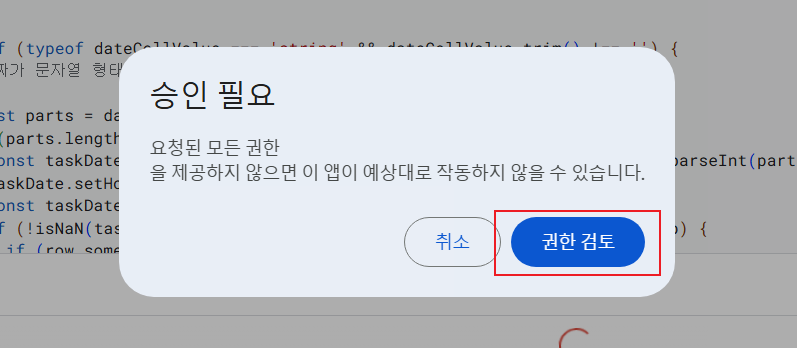 f (typeof dateCellValue === 'string' && dateCellValue.trim() !== '') {
짜가 문자열 형태
승인 필요
st parts = da
(parts.length
요청된 모든 권한
onst taskDate
parseInt(part
을 제공하지 않으면 이 앱이 예상대로 작동하지 않을 수 있습니다.
askDate.setHo
onst taskDate
취소
권한 검토
f (!isNaN(tas
) {
if (row.some